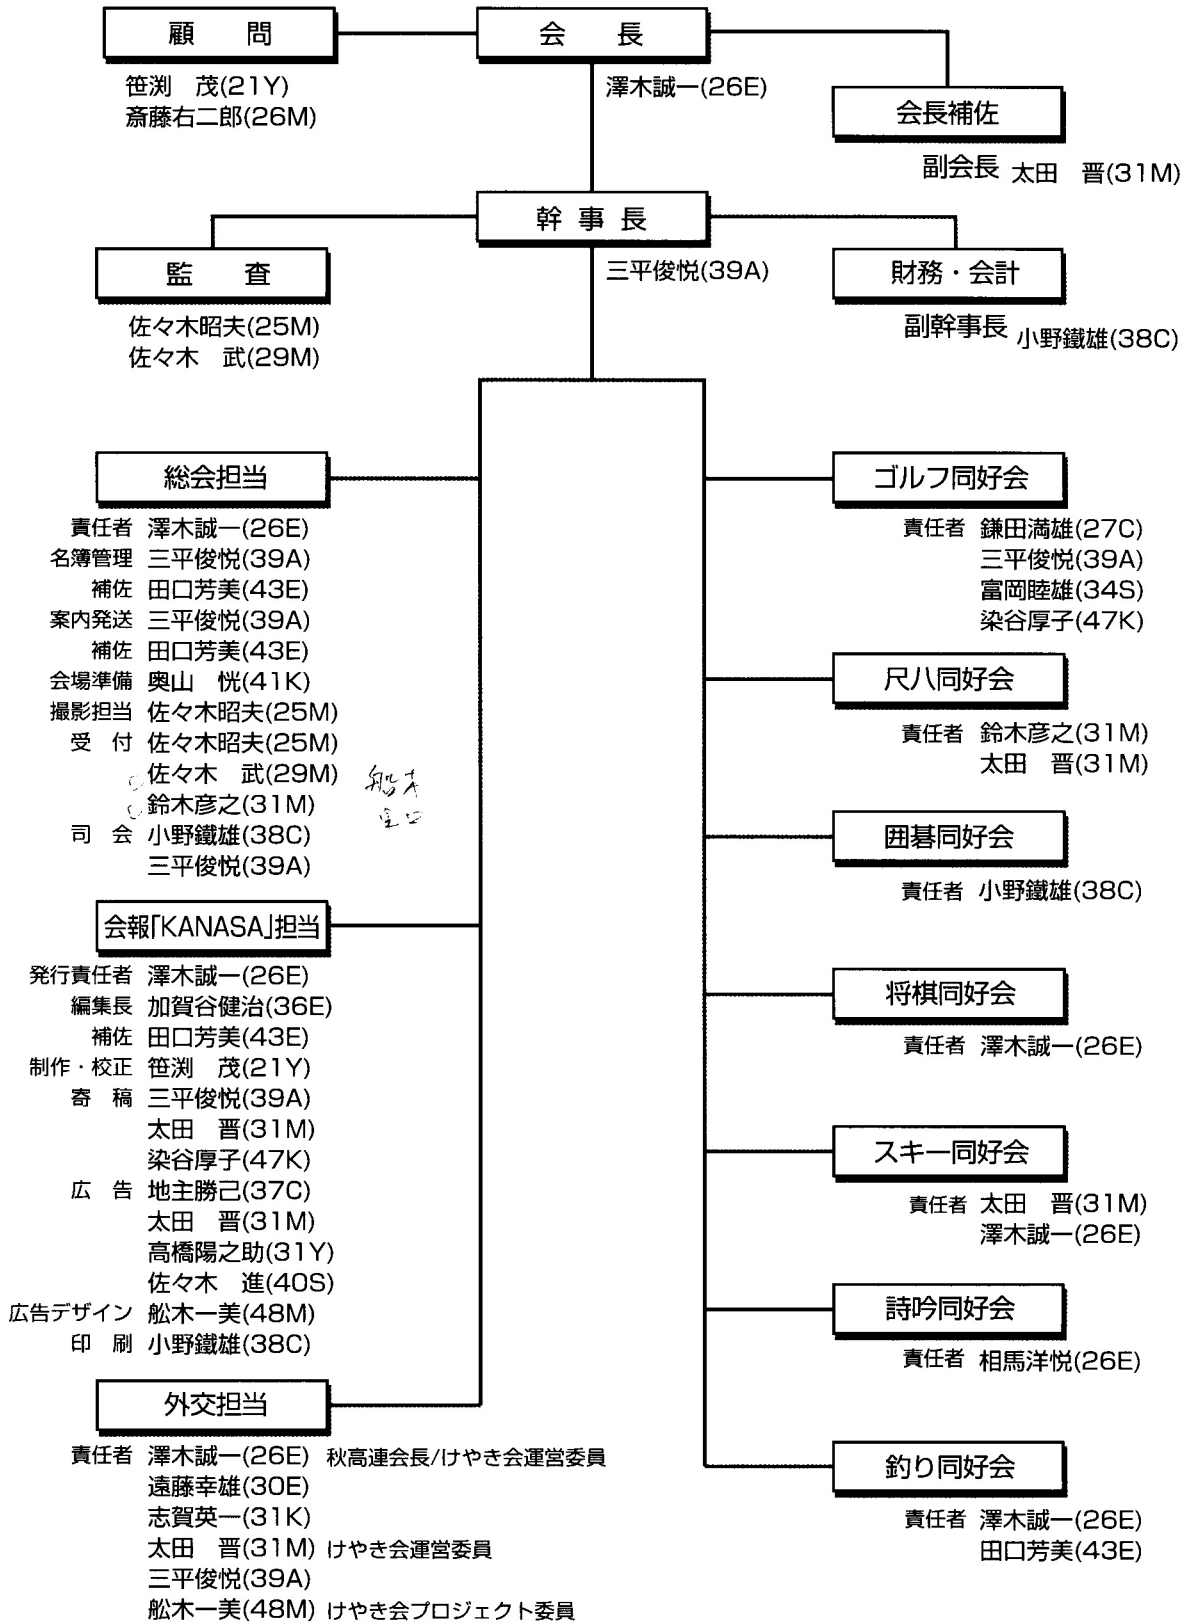 顧　問
笹渕　茂(21Y)
斎藤右二郎(26M)
会　長
澤木誠一(26E)
会長補佐
副会長 太田　晋(31M)
幹 事 長
三平俊悦(39A)
監　査
佐々木昭夫(25M)
佐々木　武(29M)
財務・会計
副幹事長 小野鐵雄(38C)
総会担当
責任者 澤木誠一(26E)
名簿管理 三平俊悦(39A)
補佐 田口芳美(43E)
案内発送 三平俊悦(39A)
補佐 田口芳美(43E)
会場準備 奥山　恍(41K)
撮影担当 佐々木昭夫(25M)
受　付 佐々木昭夫(25M)
佐々木　武(29M)
鈴木彦之(31M)
司　会 小野鐵雄(38C)
三平俊悦(39A)
会報「KANASA」担当
発行責任者 澤木誠一(26E)
編集長 加賀谷健治(36E)
補佐 田口芳美(43E)
制作・校正 笹渕　茂(21Y)
寄　稿 三平俊悦(39A)
太田　晋(31M)
染谷厚子(47K)
広　告 地主勝己(37C)
太田　晋(31M)
高橋陽之助(31Y)
佐々木　進(40S)
広告デザイン 舩木一美(48M)
印　刷 小野鐵雄(38C)
外交担当
責任者 澤木誠一(26E) 秋高連会長/けやき会運営委員
遠藤幸雄(30E)
志賀英一(31K)
太田　晋(31M) けやき会運営委員
三平俊悦(39A)
舩木一美(48M) けやき会プロジェクト委員
ゴルフ同好会
責任者 鎌田満雄(27C)
三平俊悦(39A)
富岡睦雄(34S)
染谷厚子(47K)
尺八同好会
責任者 鈴木彦之(31M)
太田　晋(31M)
囲碁同好会
責任者 小野鐵雄(38C)
将棋同好会
責任者 澤木誠一(26E)
スキー同好会
責任者 太田　晋(31M)
澤木誠一(26E)
詩吟同好会
責任者 相馬洋悦(26E)
釣り同好会
責任者 澤木誠一(26E)
田口芳美(43E)